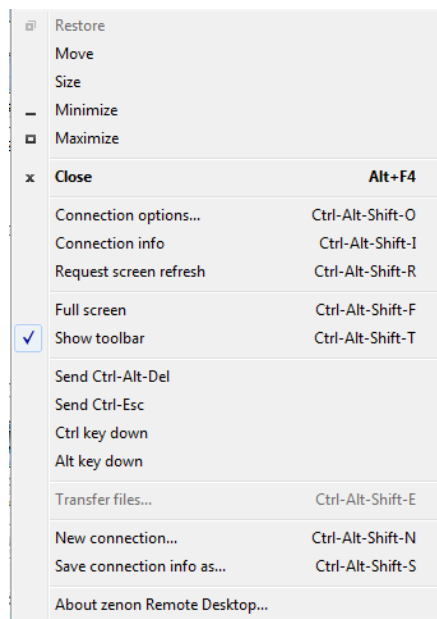 Restore
Move
Size
Minimize
Maximize
Close Alt+F4
Connection options... Ctrl-Alt-Shift-O
Connection info Ctrl-Alt-Shift-I
Request screen refresh Ctrl-Alt-Shift-R
Full screen Ctrl-Alt-Shift-F
Show toolbar Ctrl-Alt-Shift-T
Send Ctrl-Alt-Del
Send Ctrl-Esc
Ctrl key down
Alt key down
Transfer files... Ctrl-Alt-Shift-E
New connection... Ctrl-Alt-Shift-N
Save connection info as... Ctrl-Alt-Shift-S
About zenon Remote Desktop...